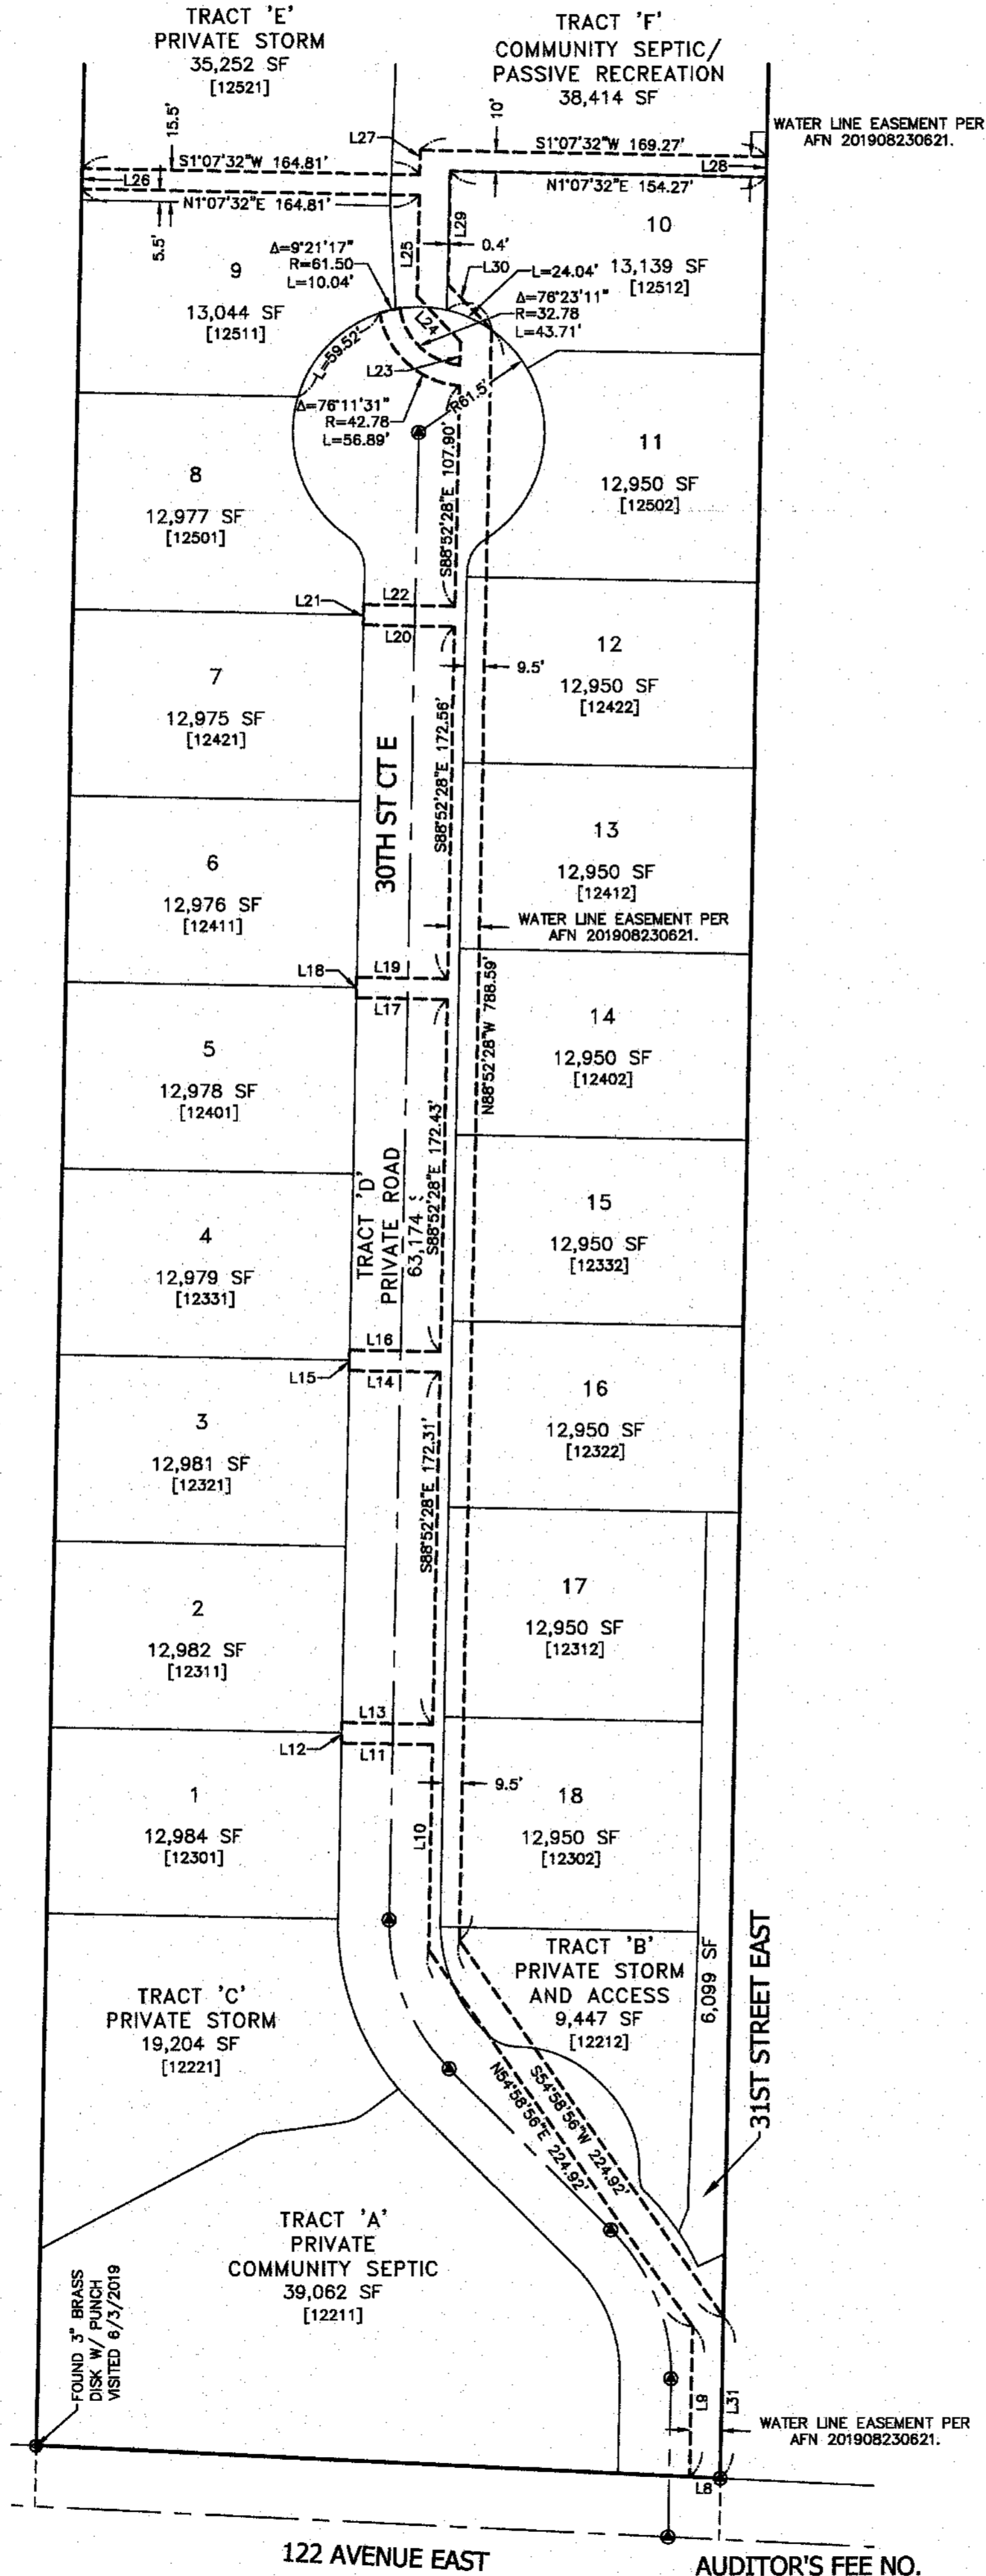 TRACT 'E'
PRIVATE STORM
35,252 SF
[12521]
TRACT 'F'
COMMUNITY SEPTIC/
PASSIVE RECREATION
38,414 SF
WATER LINE EASEMENT PER
AFN 201908230621.
15.5'
10'
L27
S1°07'32"W 164.81'
S1°07'32"W 169.27'
L26
L28
N1°07'32"E 164.81'
N1°07'32"E 154.27'
5.5'
L25
L29
0.4'
L30
9
13,044 SF
[12511]
10
13,139 SF
[12512]
Δ=9°21'17"
R=61.50
L=10.04'
L=24.04'
Δ=76°23'11"
R=32.78
L=43.71'
L24
L=59.52'
L23
Δ=76°11'31"
R=42.78
L=56.89'
R61.5'
S88°52'28"E 107.90'
8
12,977 SF
[12501]
11
12,950 SF
[12502]
L21
L22
L20
9.5'
7
12,975 SF
[12421]
12
12,950 SF
[12422]
S88°52'28"E 172.56'
30TH ST CT E
6
12,976 SF
[12411]
13
12,950 SF
[12412]
WATER LINE EASEMENT PER
AFN 201908230621.
L18
L19
L17
N88°52'28"W 788.59'
5
12,978 SF
[12401]
14
12,950 SF
[12402]
TRACT 'D'
PRIVATE ROAD
63,174 S
S88°52'28"E 172.43'
4
12,979 SF
[12331]
15
12,950 SF
[12332]
L16
L15
L14
3
12,981 SF
[12321]
16
12,950 SF
[12322]
S88°52'28"E 172.31'
2
12,982 SF
[12311]
17
12,950 SF
[12312]
L13
L12
L11
9.5'
L10
1
12,984 SF
[12301]
18
12,950 SF
[12302]
TRACT 'C'
PRIVATE STORM
19,204 SF
[12221]
TRACT 'B'
PRIVATE STORM
AND ACCESS
9,447 SF
[12212]
6,099 SF
31ST STREET EAST
N54°58'56"E 224.92'
S54°58'56"W 224.92'
TRACT 'A'
PRIVATE
COMMUNITY SEPTIC
39,062 SF
[12211]
FOUND 3" BRASS
DISK W/ PUNCH
VISITED 6/3/2019
L9
L31
WATER LINE EASEMENT PER
AFN 201908230621.
L8
122 AVENUE EAST
AUDITOR'S FEE NO.